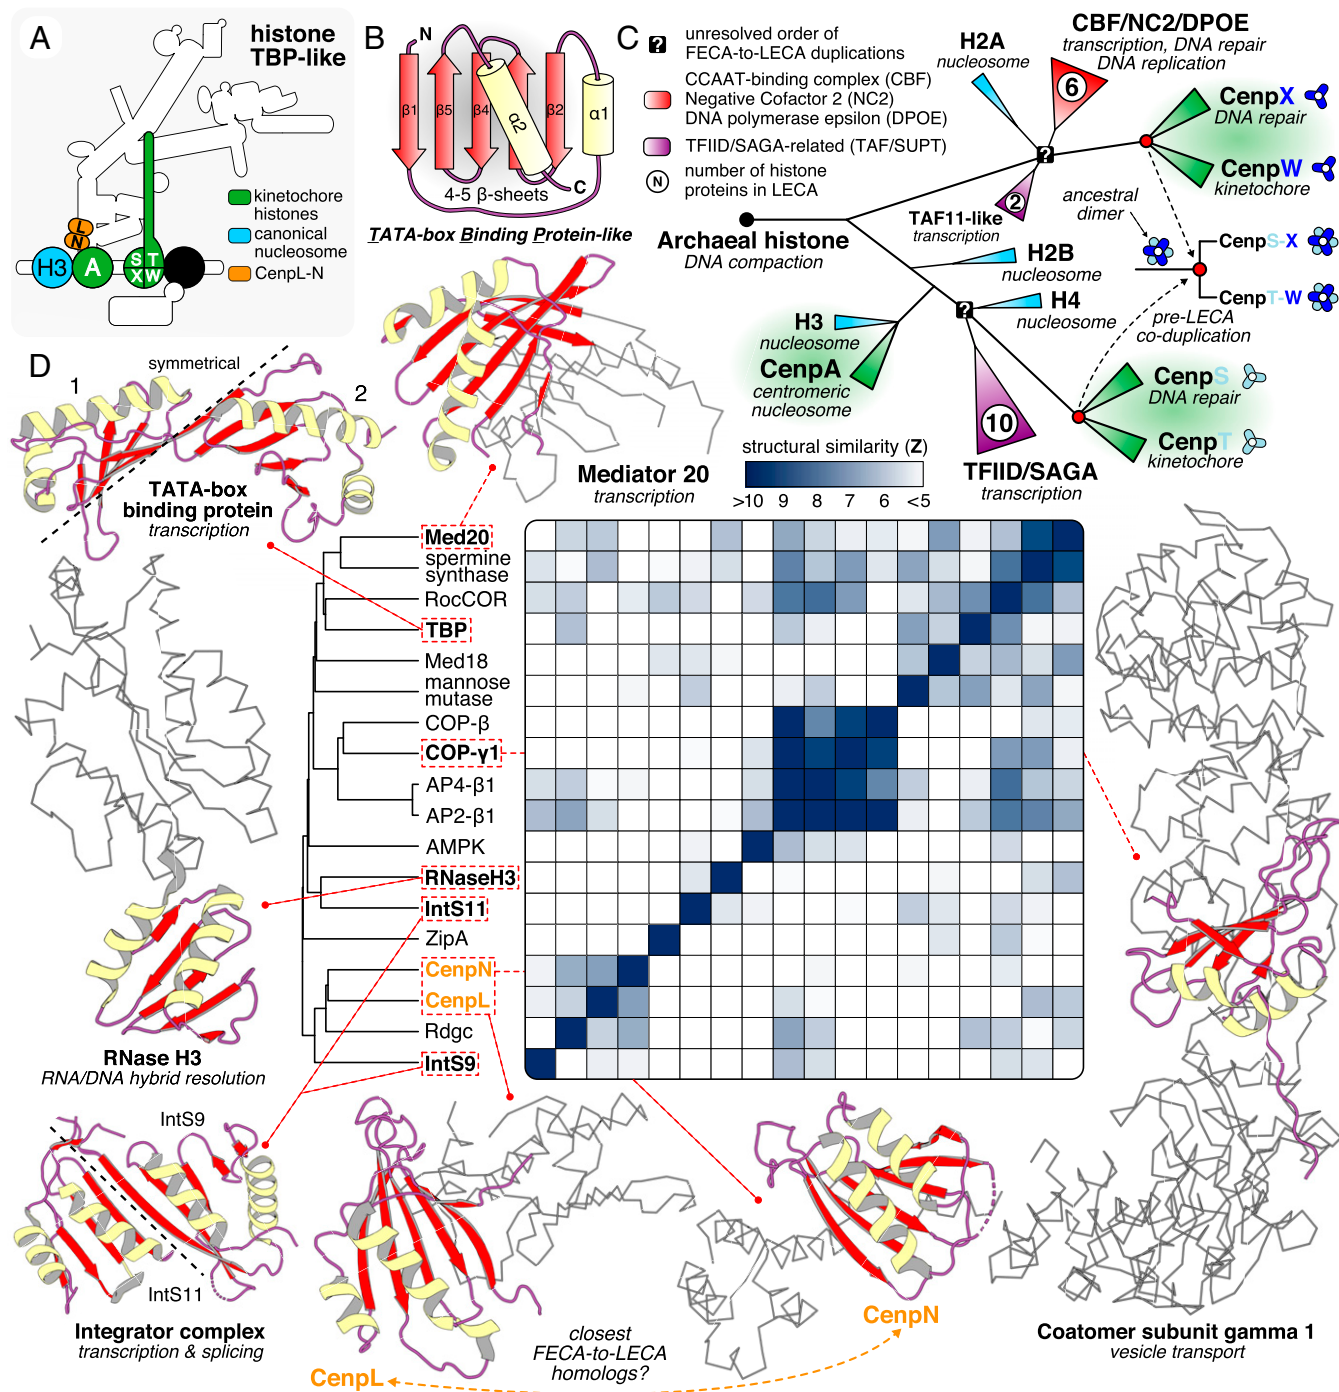 A
histone
TBP-like
L
N
H3
A
S T
X W
kinetochore
histones
canonical
nucleosome
CenpL-N
B
N
β1
β5
β4
α2
β2
α1
C
4-5 β-sheets
TATA-box Binding Protein-like
C
? unresolved order of
FECA-to-LECA duplications
CCAAT-binding complex (CBF)
Negative Cofactor 2 (NC2)
DNA polymerase epsilon (DPOE)
TFIID/SAGA-related (TAF/SUPT)
N number of histone
proteins in LECA
H2A
nucleosome
CBF/NC2/DPOE
transcription, DNA repair
DNA replication
6
CenpX
DNA repair
CenpW
kinetochore
?
2
TAF11-like
transcription
ancestral
dimer
Archaeal histone
DNA compaction
CenpS-X
CenpT-W
pre-LECA
co-duplication
H2B
nucleosome
H4
nucleosome
?
H3
nucleosome
CenpA
centromeric
nucleosome
10
TFIID/SAGA
transcription
CenpS
DNA repair
CenpT
kinetochore
D
symmetrical
1
2
TATA-box
binding protein
transcription
Mediator 20
transcription
structural similarity (Z)
>10 9 8 7 6 <5
Med20
spermine
synthase
RocCOR
TBP
Med18
mannose
mutase
COP-β
COP-γ1
AP4-β1
AP2-β1
AMPK
RNaseH3
IntS11
ZipA
CenpN
CenpL
Rdgc
IntS9
RNase H3
RNA/DNA hybrid resolution
IntS9
IntS11
Integrator complex
transcription & splicing
CenpL
closest
FECA-to-LECA
homologs?
CenpN
Coatomer subunit gamma 1
vesicle transport